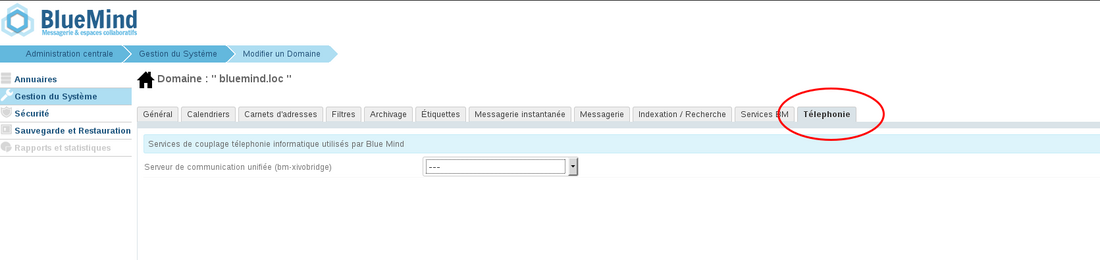 BlueMind
Messagerie & espaces collaboratifs
Administration centrale
Gestion du Système
Modifier un Domaine
Annuaires
Gestion du Système
Sécurité
Sauvegarde et Restauration
Rapports et statistiques
Domaine : " bluemind.loc "
Général
Calendriers
Carnets d'adresses
Filtres
Archivage
Étiquettes
Messagerie instantanée
Messagerie
Indexation / Recherche
Services BM
Télephonie
Services de couplage télephonie informatique utilisés par Blue Mind
Serveur de communication unifiée (bm-xivobridge)
---